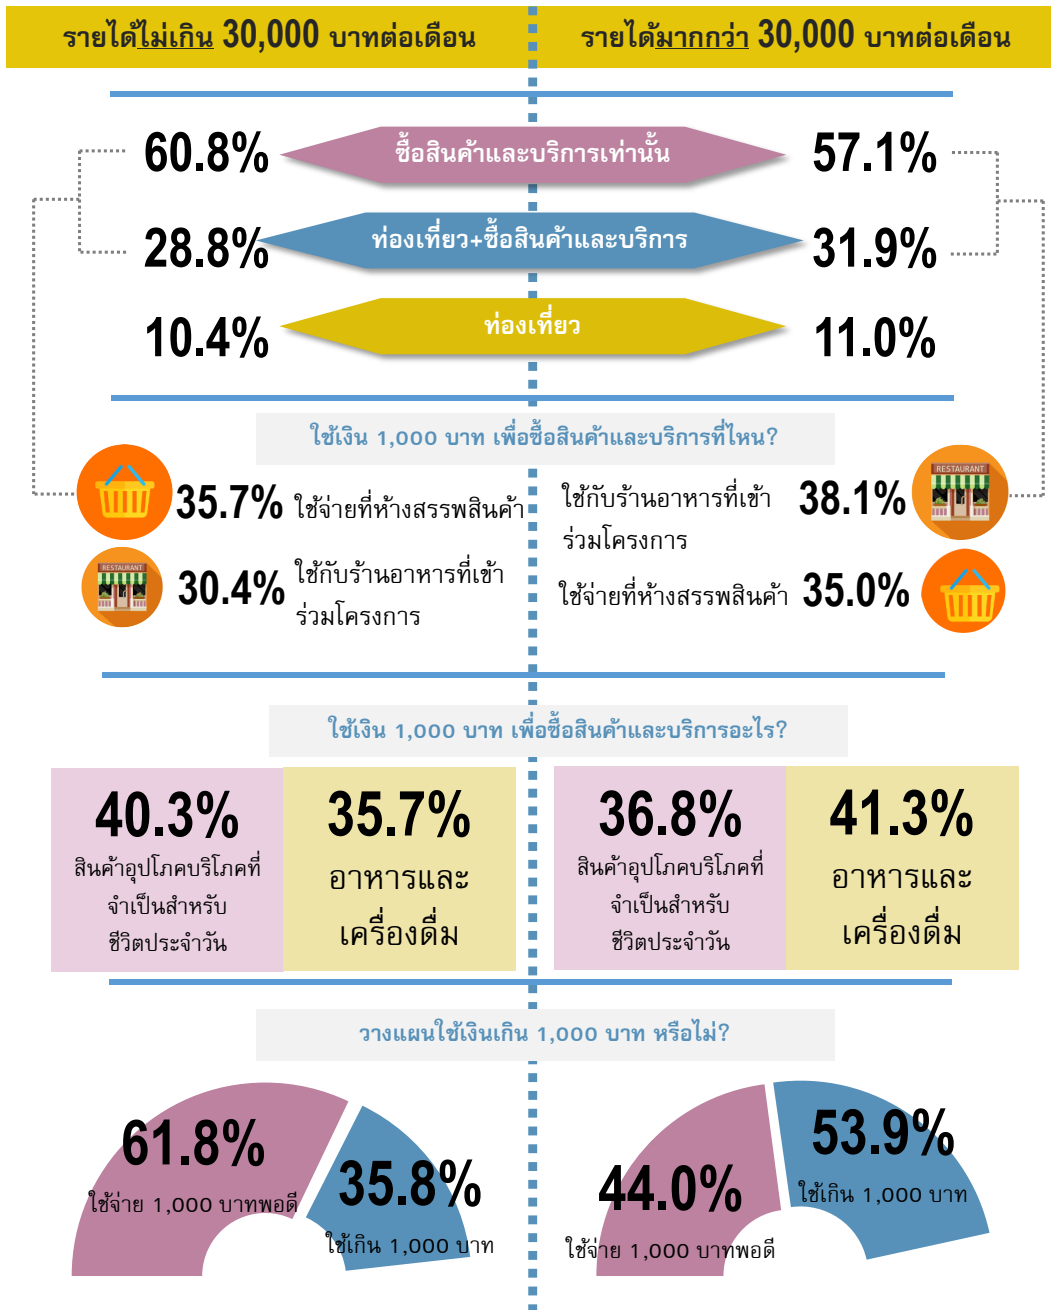 รายได้ไม่เกิน 30,000 บาทต่อเดือน
รายได้มากกว่า 30,000 บาทต่อเดือน
60.8%
ซื้อสินค้าและบริการเท่านั้น
57.1%
28.8%
ท่องเที่ยว+ซื้อสินค้าและบริการ
31.9%
10.4%
ท่องเที่ยว
11.0%
ใช้เงิน 1,000 บาท เพื่อซื้อสินค้าและบริการที่ไหน?
35.7% ใช้จ่ายที่ห้างสรรพสินค้า
RESTAURANT
30.4% ใช้กับร้านอาหารที่เข้า
ร่วมโครงการ
ใช้กับร้านอาหารที่เข้า 38.1%
ร่วมโครงการ
RESTAURANT
ใช้จ่ายที่ห้างสรรพสินค้า 35.0%
ใช้เงิน 1,000 บาท เพื่อซื้อสินค้าและบริการอะไร?
40.3%
สินค้าอุปโภคบริโภคที่
จำเป็นสำหรับ
ชีวิตประจำวัน
35.7%
อาหารและ
เครื่องดื่ม
36.8%
สินค้าอุปโภคบริโภคที่
จำเป็นสำหรับ
ชีวิตประจำวัน
41.3%
อาหารและ
เครื่องดื่ม
วางแผนใช้เงินเกิน 1,000 บาท หรือไม่?
61.8%
ใช้จ่าย 1,000 บาทพอดี
35.8%
ใช้เกิน 1,000 บาท
44.0%
ใช้จ่าย 1,000 บาทพอดี
53.9%
ใช้เกิน 1,000 บาท